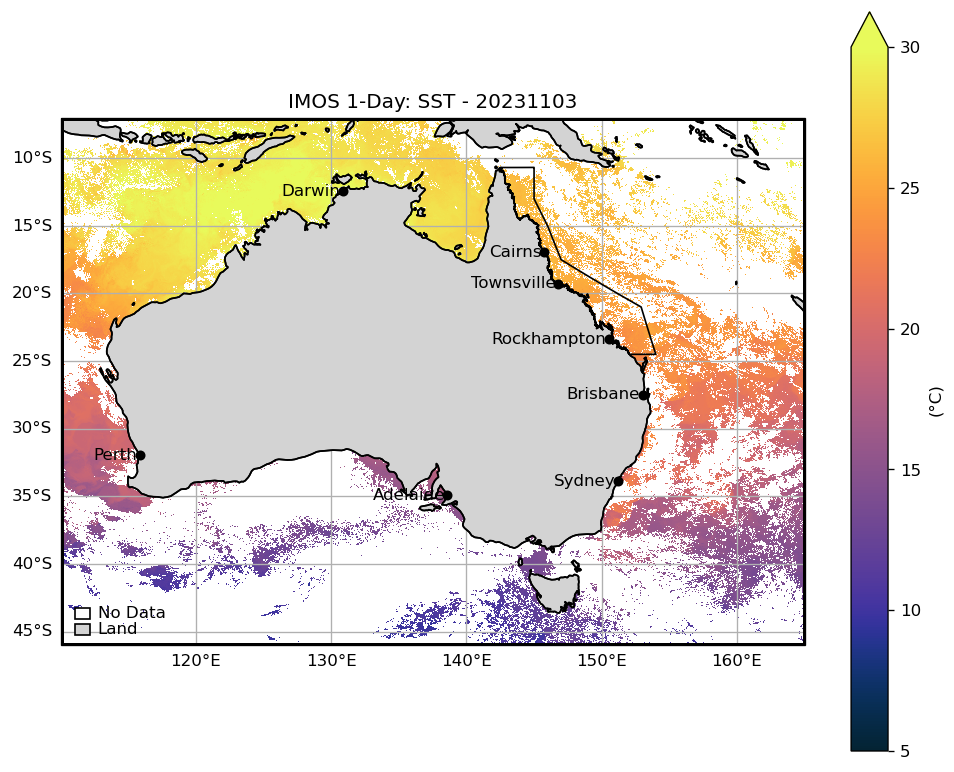 IMOS 1-Day: SST - 20231103
30
10°S
25
Darwin
15°S
Cairns
20°S
Townsville
20
Rockhampton
25°S
Brisbane
(°C)
30°S
Perth
15
Sydney
35°S
Adelaide
40°S
10
No Data
Land
45°S
120°E 130°E 140°E 150°E 160°E
5